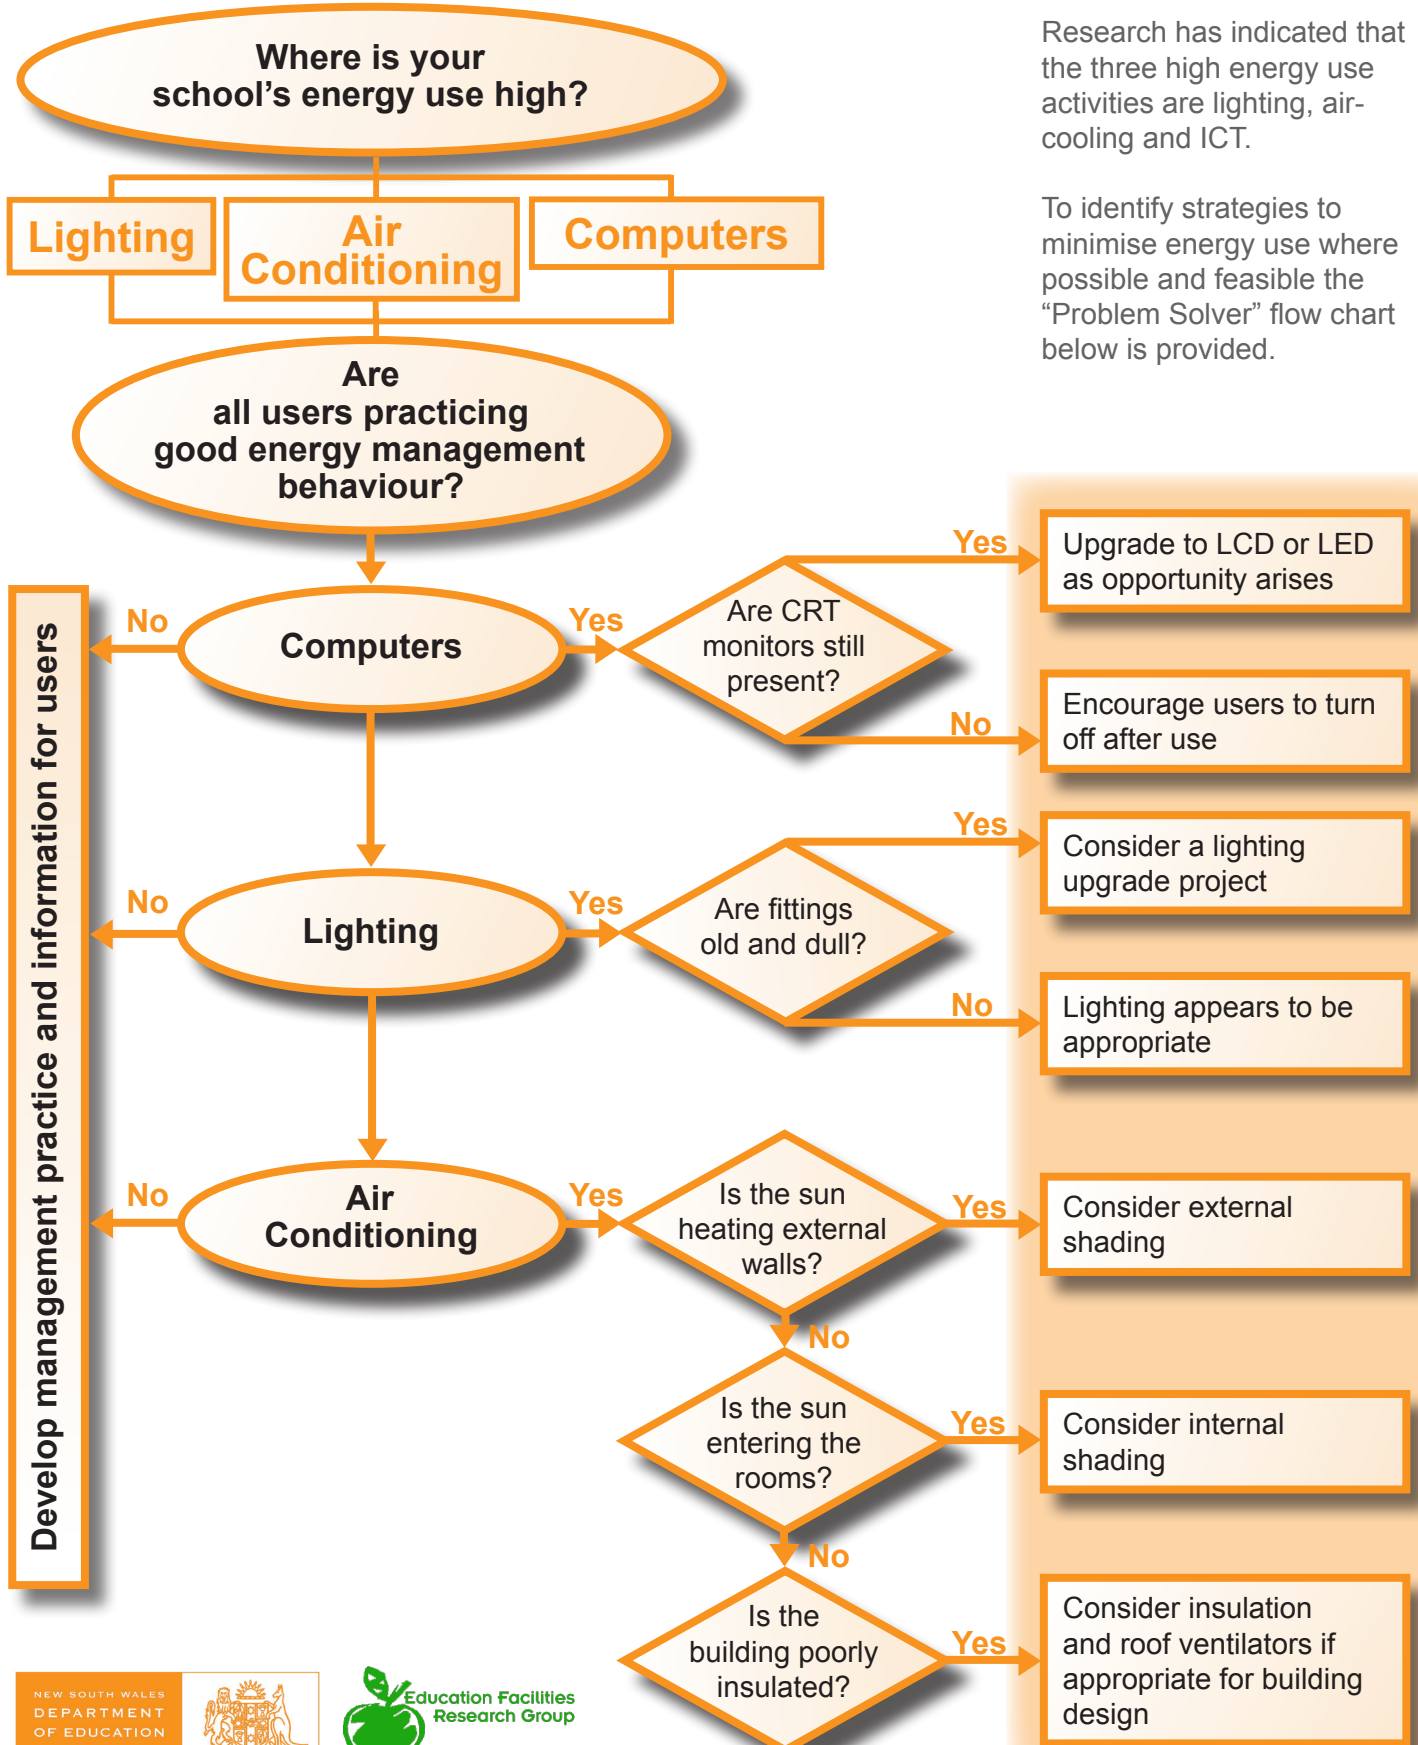 Where is your
school's energy use high?
Research has indicated that
the three high energy use
activities are lighting, air-
cooling and ICT.
To identify strategies to
minimise energy use where
possible and feasible the
“Problem Solver” flow chart
below is provided.
Lighting
Air
Conditioning
Computers
Are
all users practicing
good energy management
behaviour?
Develop management practice and information for users
No
Computers
Yes
Are CRT
monitors still
present?
Yes
Upgrade to LCD or LED
as opportunity arises
No
Encourage users to turn
off after use
No
Lighting
Yes
Are fittings
old and dull?
Yes
Consider a lighting
upgrade project
No
Lighting appears to be
appropriate
No
Air
Conditioning
Yes
Is the sun
heating external
walls?
Yes
Consider external
shading
No
Is the sun
entering the
rooms?
Yes
Consider internal
shading
No
Is the
building poorly
insulated?
Yes
Consider insulation
and roof ventilators if
appropriate for building
design
NEW SOUTH WALES
DEPARTMENT
OF EDUCATION
Education Facilities
Research Group